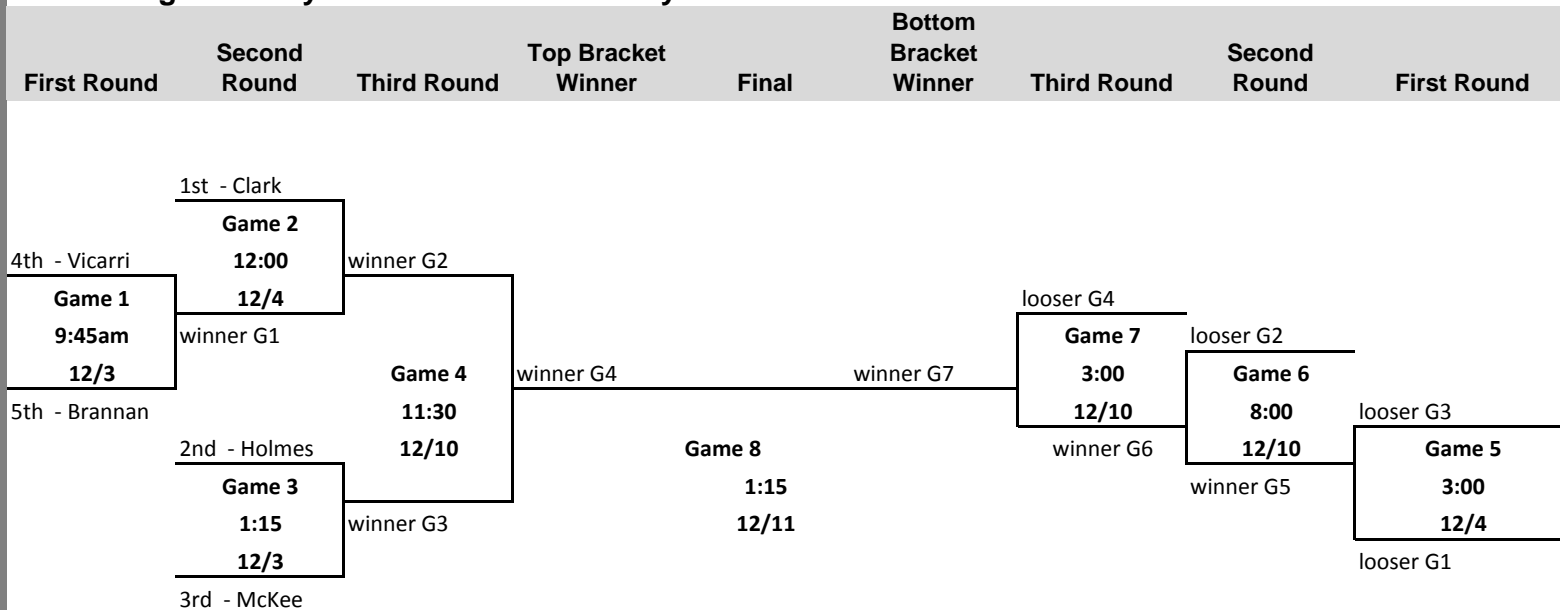 First Round
Second Round
Third Round
Top Bracket Winner
Final
Bottom Bracket Winner
Third Round
Second Round
First Round
1st - Clark
Game 2
4th - Vicarri
12:00
winner G2
Game 1
12/4
looser G4
9:45am
winner G1
Game 7
looser G2
12/3
Game 4
winner G4
winner G7
3:00
Game 6
5th - Brannan
11:30
12/10
8:00
looser G3
2nd - Holmes
12/10
Game 8
winner G6
12/10
Game 5
Game 3
1:15
winner G5
3:00
1:15
winner G3
12/11
12/4
12/3
looser G1
3rd - McKee